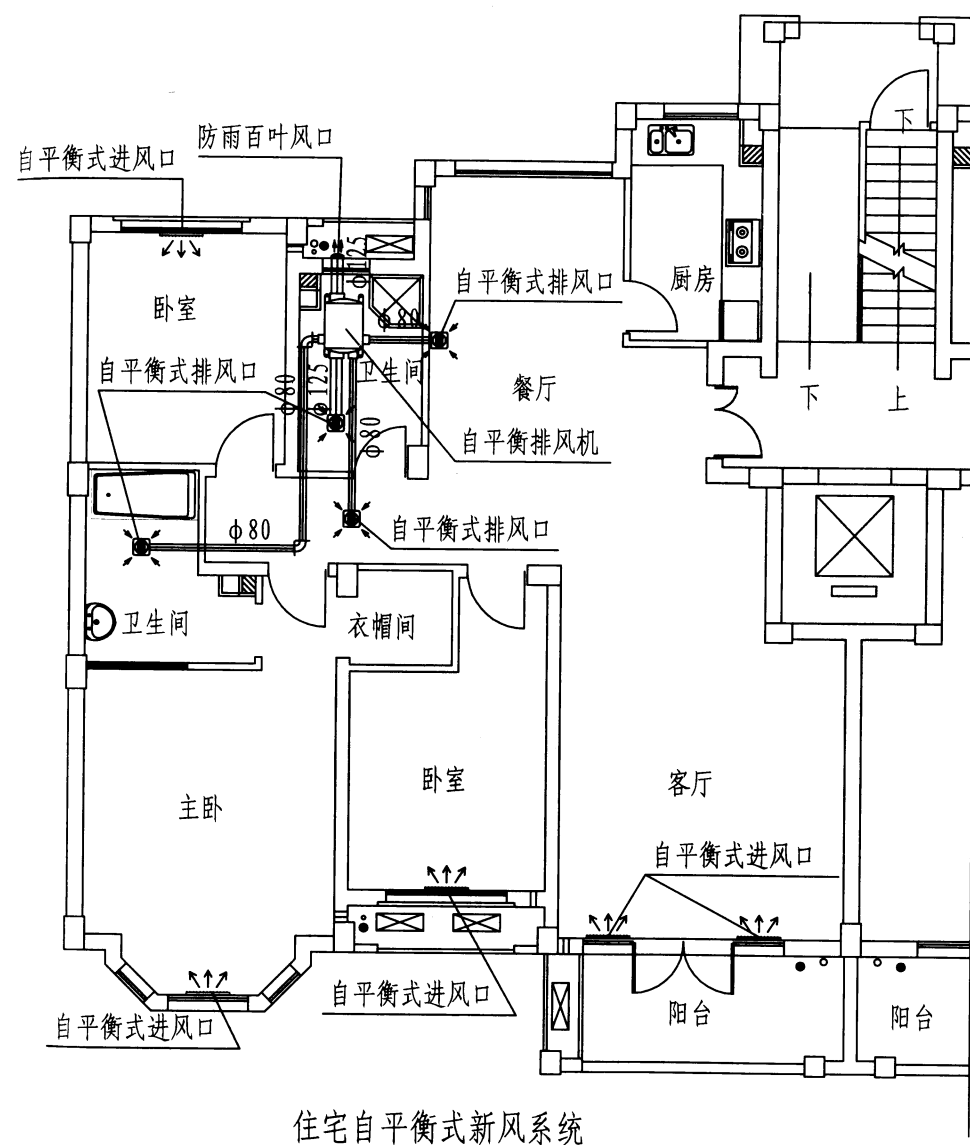 防雨百叶风口
自平衡式进风口
下
φ125
卧室
自平衡式排风口
厨房
φ80
自平衡式排风口
φ80
φ125
卫生间
餐厅
下
上
φ80
自平衡排风机
φ80
自平衡式排风口
卫生间
衣帽间
主卧
卧室
客厅
自平衡式进风口
自平衡式进风口
自平衡式进风口
阳台
阳台
住宅自平衡式新风系统